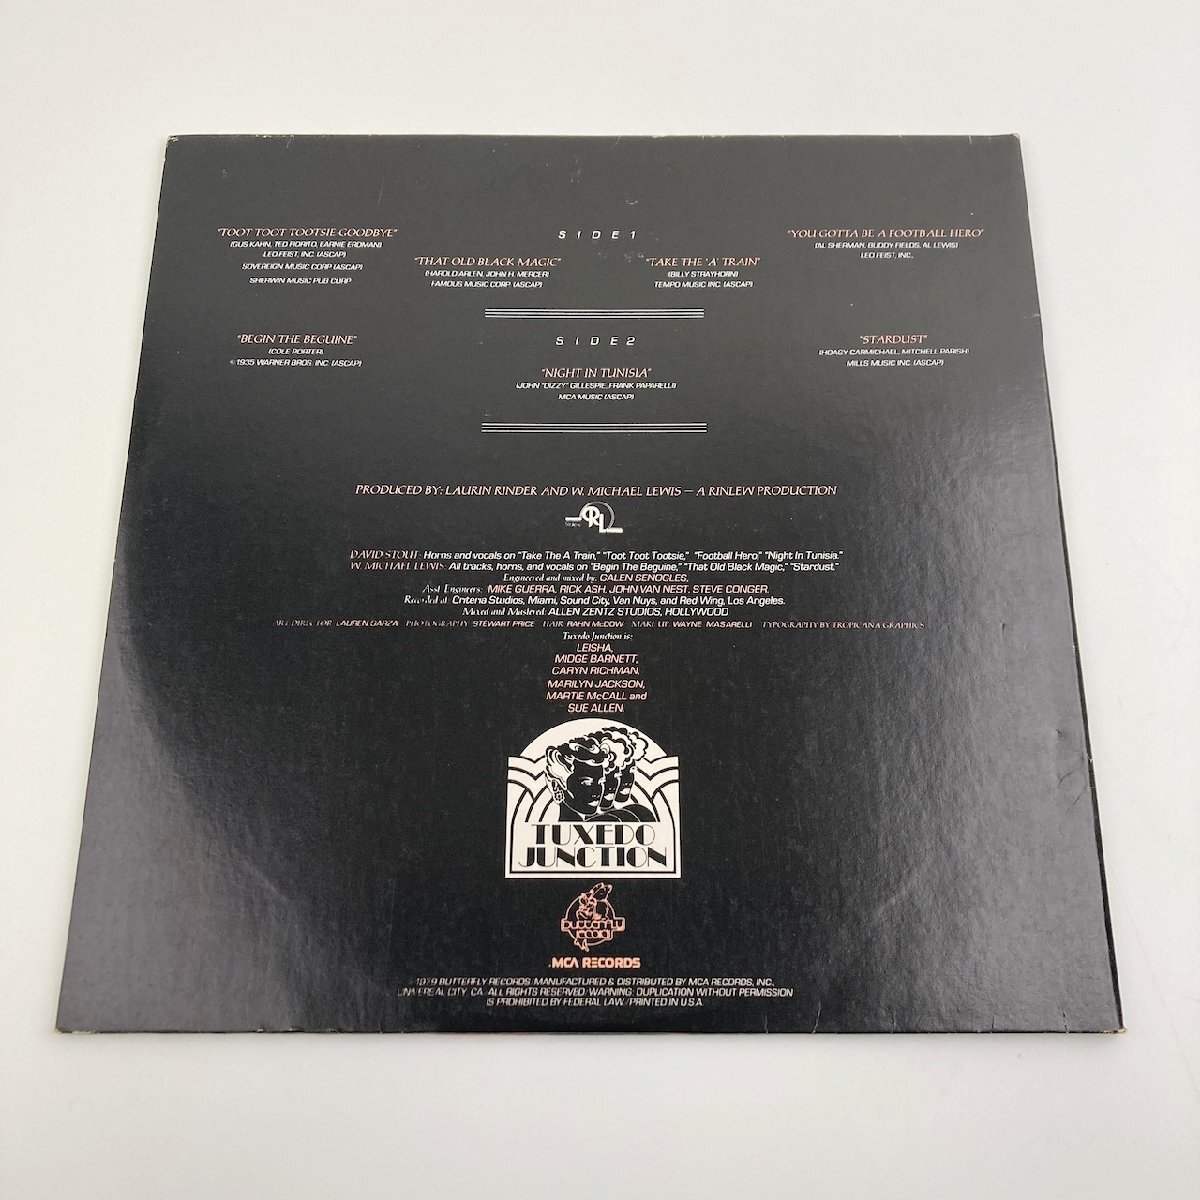 SIDE 1
"TOOT TOOT TOOTSIE GOODBYE"
(GUS KAHN, TED FIORITO, EARNIE ERDMAN)
LEO FEIST, INC. (ASCAP)
SOVEREIGN MUSIC CORP (ASCAP)
SHERWIN MUSIC PUB CORP
"THAT OLD BLACK MAGIC"
(HAROLD ARLEN, JOHN H. MERCER)
FAMOUS MUSIC CORP. (ASCAP)
"TAKE THE 'A' TRAIN"
(BILLY STRAYHORN)
TEMPO MUSIC INC. (ASCAP)
"YOU GOTTA BE A FOOTBALL HERO"
(AL SHERMAN, BUDDY FIELDS, AL LEWIS)
LEO FEIST, INC.,
SIDE 2
"BEGIN THE BEGUINE"
(COLE PORTER)
©1935 WARNER BROS. INC. (ASCAP)
"NIGHT IN TUNISIA"
(JOHN "DIZZY" GILLESPIE, FRANK PAPARELLI)
MCA MUSIC (ASCAP)
"STARDUST"
(HOAGY CARMICHAEL, MITCHELL PARISH)
MILLS MUSIC INC. (ASCAP)
PRODUCED BY: LAURIN RINDER AND W. MICHAEL LEWIS — A RINLEW PRODUCTION
DAVID STOUT: Horns and vocals on "Take The A Train," "Toot Toot Tootsie," "Football Hero" "Night In Tunisia."
W. MICHAEL LEWIS: All tracks, horns, and vocals on "Begin The Beguine," "That Old Black Magic," "Stardust."
Engineered and mixed by: GALEN SENOGLES,
Asst. Engineers: MIKE GUERRA, RICK ASH, JOHN VAN NEST, STEVE CONGER.
Recorded at: Criteria Studios, Miami, Sound City, Van Nuys, and Red Wing, Los Angeles.
Mixed and Mastered: ALLEN ZENTZ STUDIOS, HOLLYWOOD
ART DIRECTOR: LAUREN DARZA PHOTOGRAPHY: STEWART PRICE HAIR: RAHN McCOW MAKE UP: WAYNE MASARELLI TYPOGRAPHY BY TROPICANA GRAPHICS
Tuxedo Junction is:
LEISHA,
MIDGE BARNETT,
CARYN RICHMAN,
MARILYN JACKSON,
MARTIE McCALL and
SUE ALLEN.
TUXEDO
JUNCTION
Butterfly
records
MCA RECORDS
1979 BUTTERFLY RECORDS/MANUFACTURED & DISTRIBUTED BY MCA RECORDS, INC.,
UNIVERSAL CITY, CA. ALL RIGHTS RESERVED/WARNING: DUPLICATION WITHOUT PERMISSION
IS PROHIBITED BY FEDERAL LAW/PRINTED IN U.S.A.